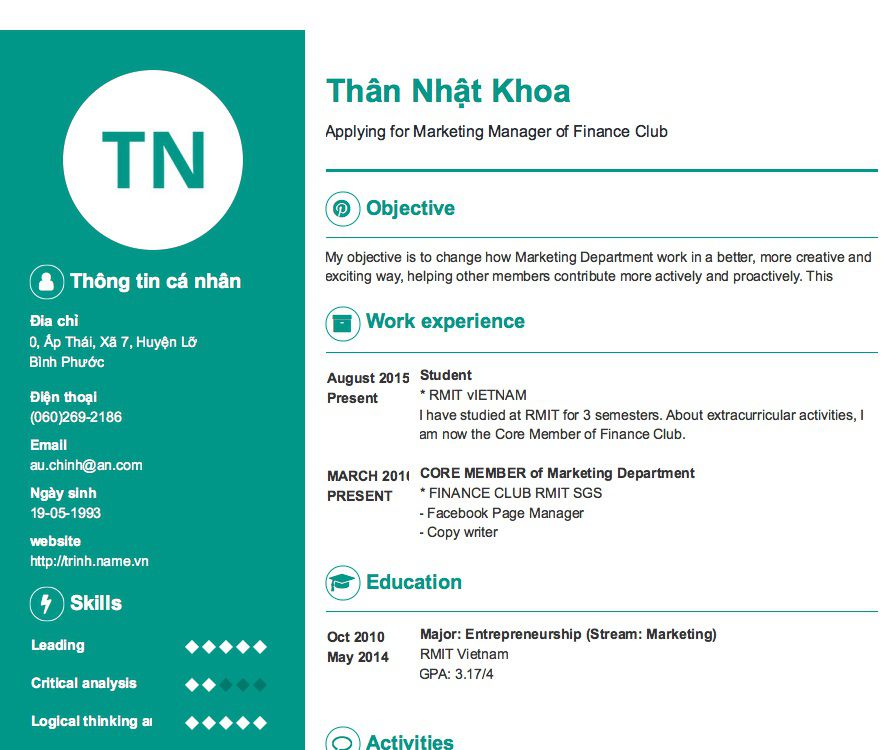 TN
Thông tin cá nhân
Địa chỉ
0, Ấp Thái, Xã 7, Huyện Lỡ
Bình Phước
Điện thoại
(060)269-2186
Email
au.chinh@an.com
Ngày sinh
19-05-1993
website
http://trinh.name.vn
Skills
Leading
Critical analysis
Logical thinking
Thân Nhật Khoa
Applying for Marketing Manager of Finance Club
Objective
My objective is to change how Marketing Department work in a better, more creative and
exciting way, helping other members contribute more actively and proactively. This
Work experience
August 2015
Present
Student
* RMIT vIETNAM
I have studied at RMIT for 3 semesters. About extracurricular activities, I
am now the Core Member of Finance Club.
MARCH 2016
PRESENT
CORE MEMBER of Marketing Department
* FINANCE CLUB RMIT SGS
- Facebook Page Manager
- Copy writer
Education
Oct 2010
May 2014
Major: Entrepreneurship (Stream: Marketing)
RMIT Vietnam
GPA: 3.17/4
Activities